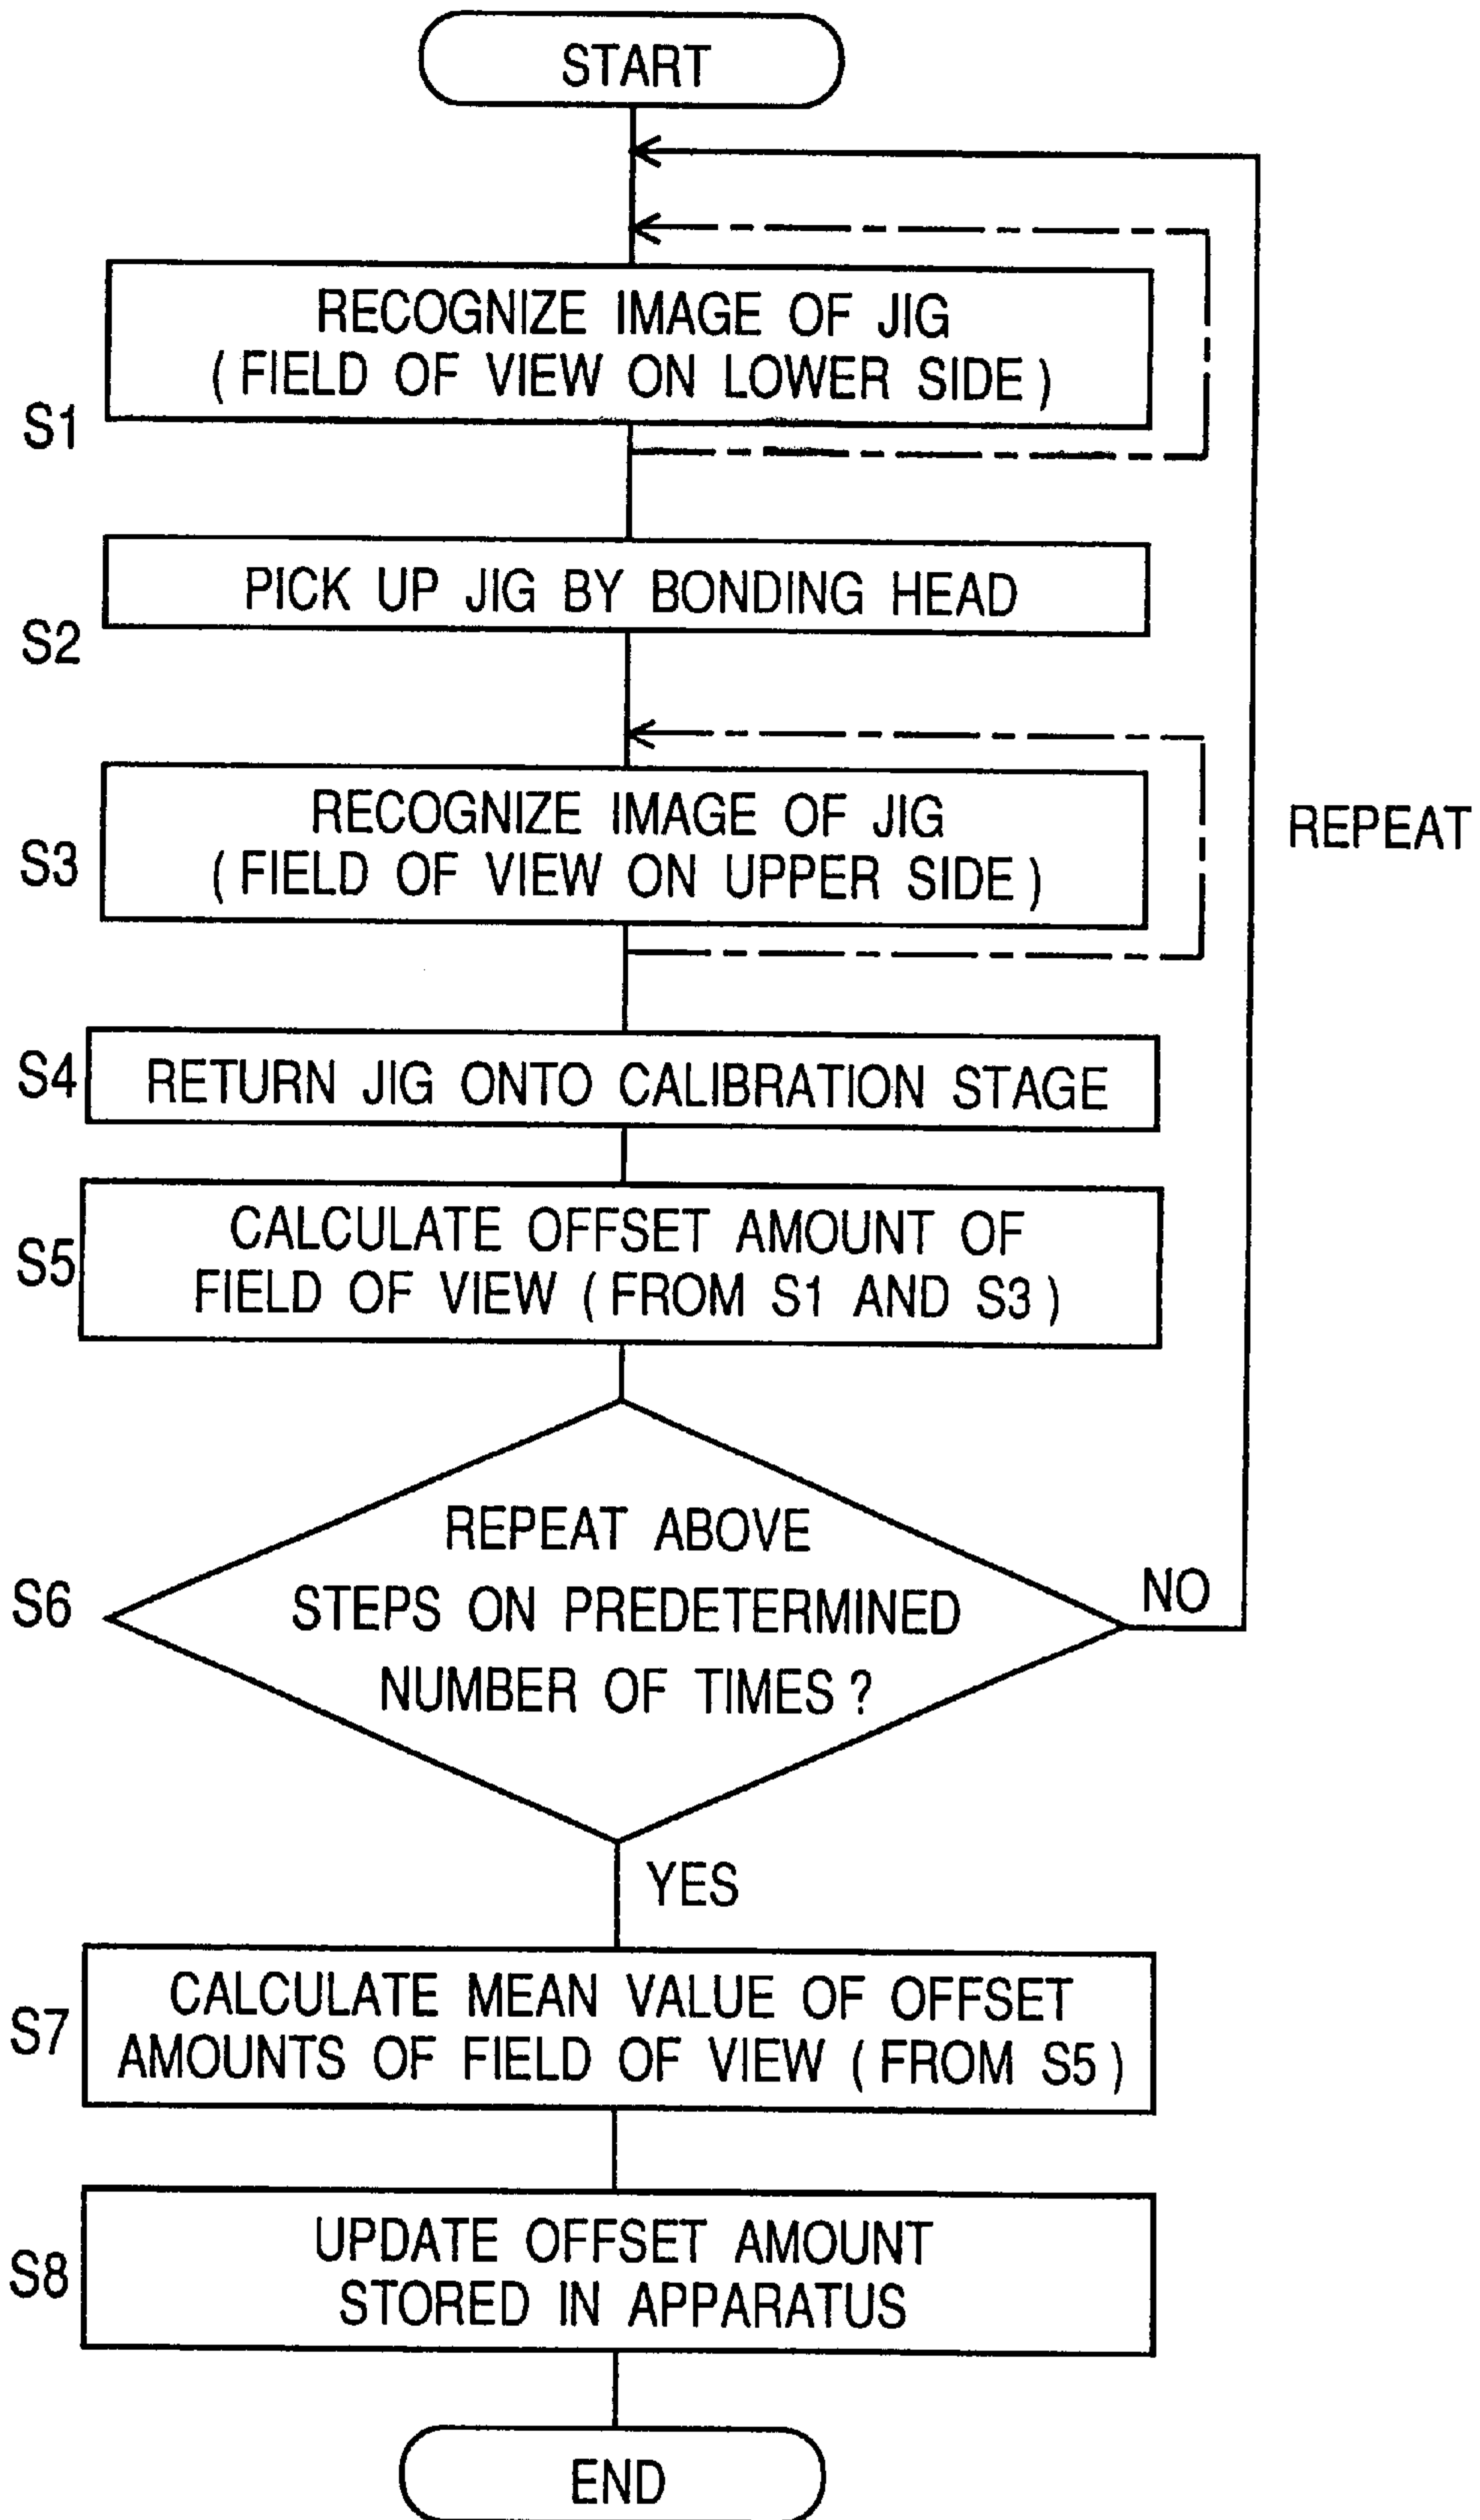 START
RECOGNIZE IMAGE OF JIG
( FIELD OF VIEW ON LOWER SIDE )
S1
PICK UP JIG BY BONDING HEAD
S2
RECOGNIZE IMAGE OF JIG
( FIELD OF VIEW ON UPPER SIDE )
S3
REPEAT
S4
RETURN JIG ONTO CALIBRATION STAGE
S5
CALCULATE OFFSET AMOUNT OF
FIELD OF VIEW ( FROM S1 AND S3 )
S6
REPEAT ABOVE
STEPS ON PREDETERMINED
NUMBER OF TIMES ?
NO
YES
S7
CALCULATE MEAN VALUE OF OFFSET
AMOUNTS OF FIELD OF VIEW ( FROM S5 )
S8
UPDATE OFFSET AMOUNT
STORED IN APPARATUS
END